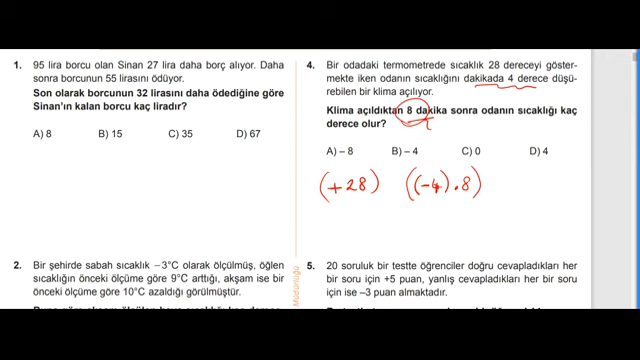 1. 95 lira borcu olan Sinan 27 lira daha borç alıyor. Daha
sonra borcunun 55 lirasını ödüyor.
Son olarak borcunun 32 lirasını daha ödediğine göre
Sinan'ın kalan borcu kaç liradır?
A) 8 B) 15 C) 35 D) 67
2. Bir şehirde sabah sıcaklık −3°C olarak ölçülmüş, öğlen
sıcaklığın önceki ölçüme göre 9°C arttığı, akşam ise bir
önceki ölçüme göre 10°C azaldığı görülmüştür.
4. Bir odadaki termometrede sıcaklık 28 dereceyi göster-
mekte iken odanın sıcaklığını dakikada 4 derece düşü-
rebilen bir klima açılıyor.
Klima açıldıktan 8 dakika sonra odanın sıcaklığı kaç
derece olur?
A) – 8 B) – 4 C) 0 D) 4
(+28) ((-4).8)
Müdürlüğü
5. 20 soruluk bir testte öğrenciler doğru cevapladıkları her
bir soru için +5 puan, yanlış cevapladıkları her bir soru
için ise –3 puan almaktadır.